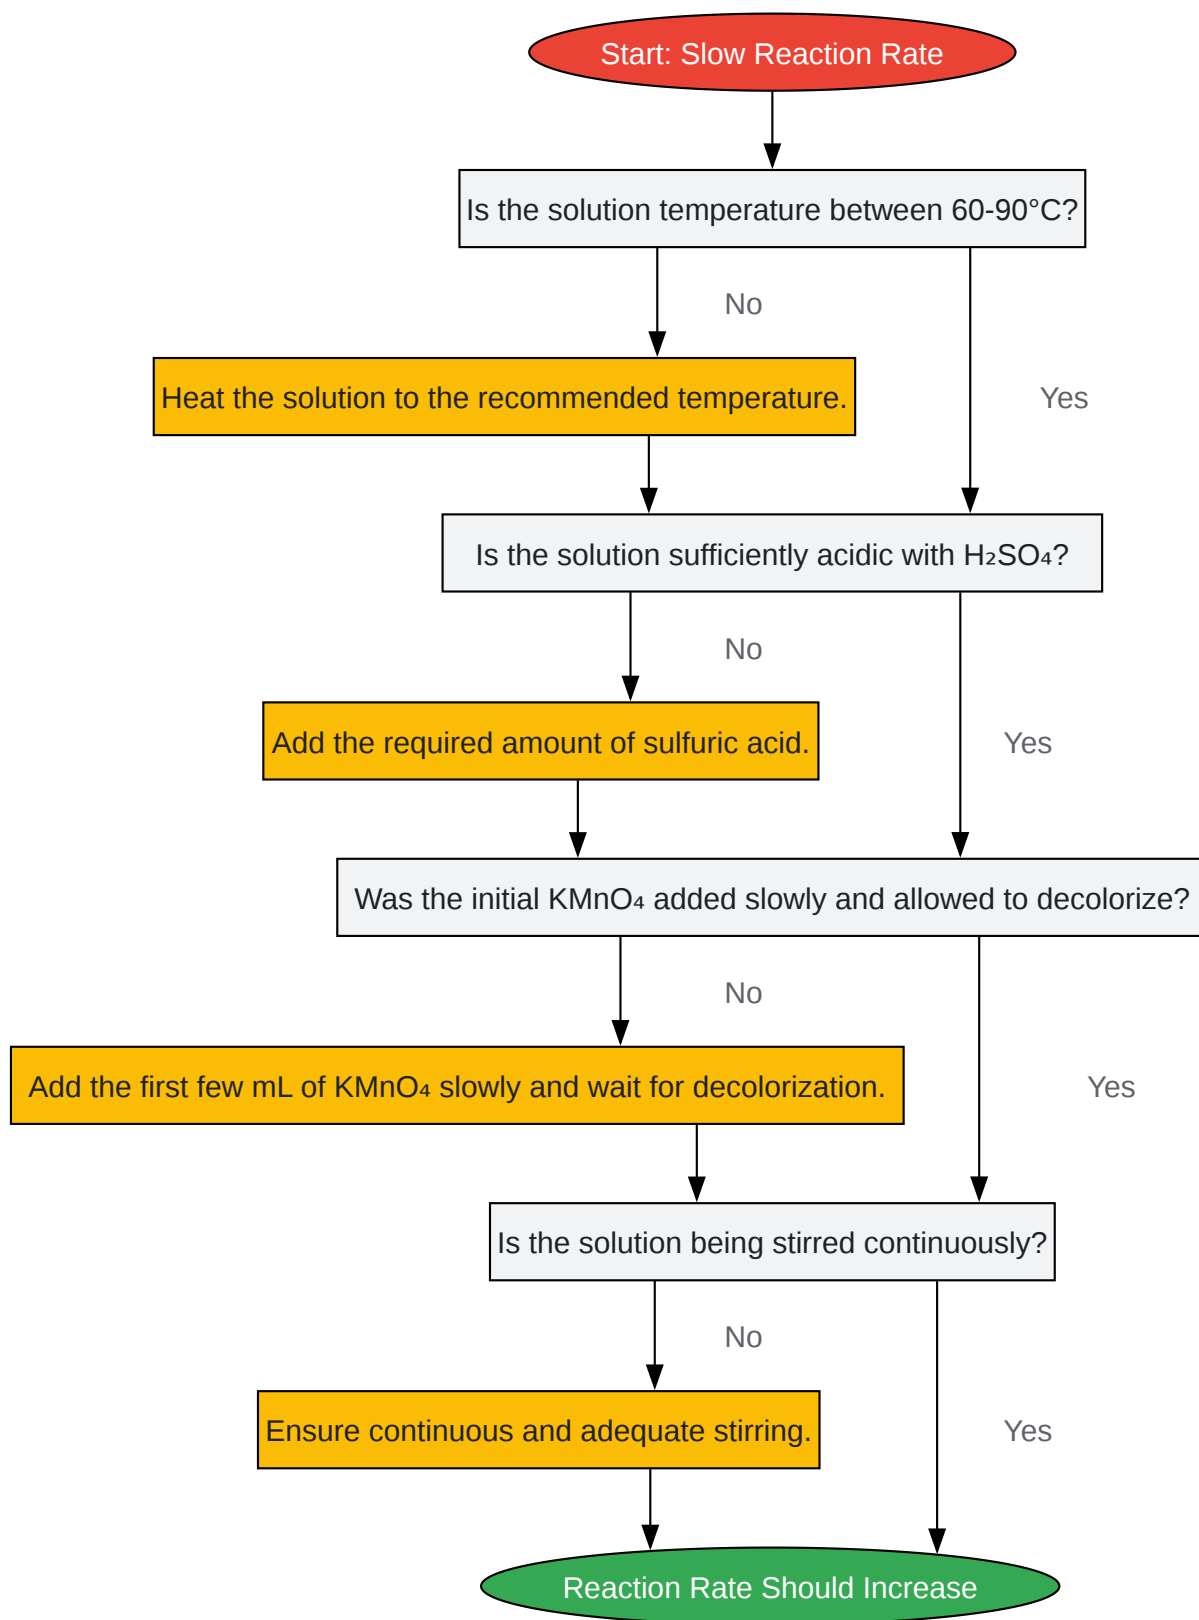 Start: Slow Reaction Rate
Is the solution temperature between 60-90°C?
No
Heat the solution to the recommended temperature.
Yes
Is the solution sufficiently acidic with H₂SO₄?
No
Add the required amount of sulfuric acid.
Yes
Was the initial KMnO₄ added slowly and allowed to decolorize?
No
Add the first few mL of KMnO₄ slowly and wait for decolorization.
Yes
Is the solution being stirred continuously?
No
Ensure continuous and adequate stirring.
Yes
Reaction Rate Should Increase